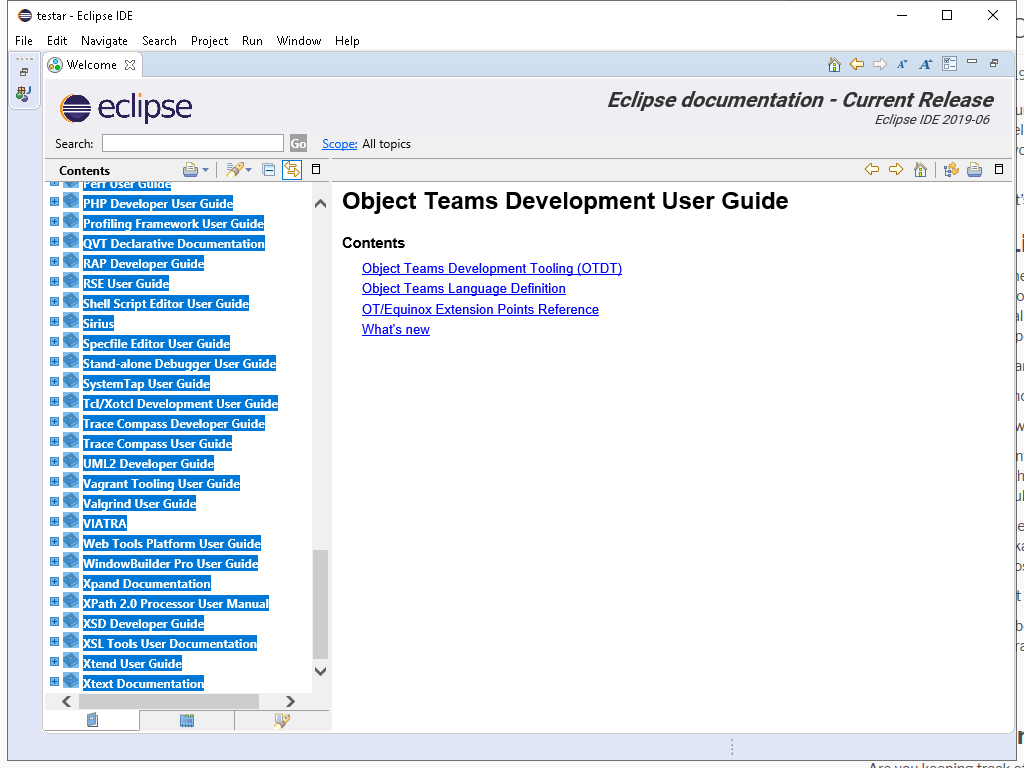 testar - Eclipse IDE
File Edit Navigate Search Project Run Window Help
Welcome
eclipse
Eclipse documentation - Current Release
Eclipse IDE 2019-06
Search: Go Scope: All topics
Contents
Perf User Guide
PHP Developer User Guide
Profiling Framework User Guide
QVT Declarative Documentation
RAP Developer Guide
RSE User Guide
Shell Script Editor User Guide
Sirius
Specfile Editor User Guide
Stand-alone Debugger User Guide
SystemTap User Guide
Tcl/Xotcl Development User Guide
Trace Compass Developer Guide
Trace Compass User Guide
UML2 Developer Guide
Vagrant Tooling User Guide
Valgrind User Guide
VIATRA
Web Tools Platform User Guide
WindowBuilder Pro User Guide
Xpand Documentation
XPath 2.0 Processor User Manual
XSD Developer Guide
XSL Tools User Documentation
Xtend User Guide
Xtext Documentation
Object Teams Development User Guide
Contents
Object Teams Development Tooling (OTDT)
Object Teams Language Definition
OT/Equinox Extension Points Reference
What's new
Are you keeping track of